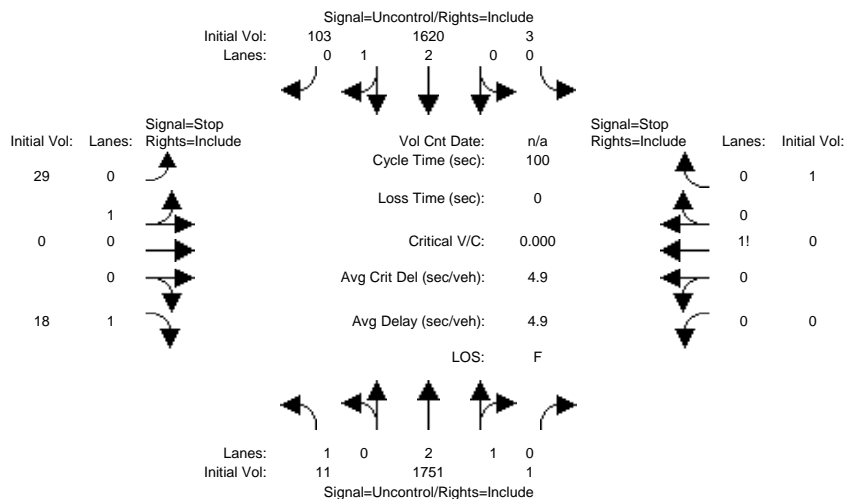 Signal=Uncontrol/Rights=Include
Initial Vol: 103 1620 3
Lanes: 0 1 2 0 0
Signal=Stop
Initial Vol: Lanes: Rights=Include
Vol Cnt Date: n/a
Signal=Stop
Rights=Include Lanes: Initial Vol:
Cycle Time (sec): 100
29 0
0 1
Loss Time (sec): 0
1
0
0 0
Critical V/C: 0.000
1! 0
0
Avg Crit Del (sec/veh): 4.9
0
18 1
Avg Delay (sec/veh): 4.9
0 0
LOS: F
Lanes: 1 0 2 1 0
Initial Vol: 11 1751 1
Signal=Uncontrol/Rights=Include